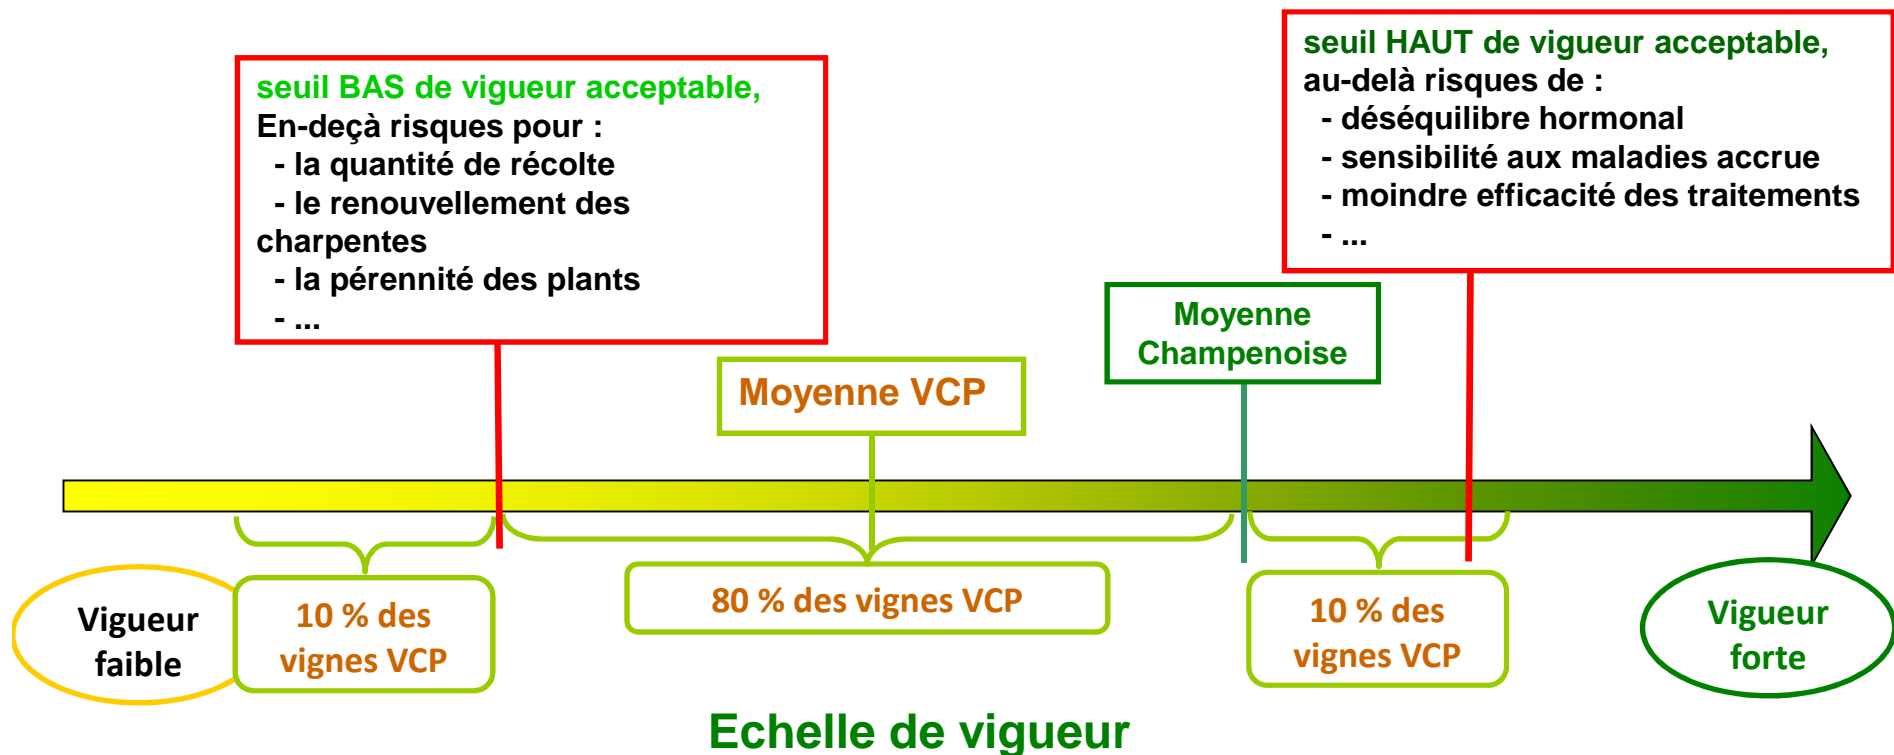 seuil BAS de vigueur acceptable,
En-deçà risques pour :
- la quantité de récolte
- le renouvellement des
charpentes
- la pérennité des plants
- ...
seuil HAUT de vigueur acceptable,
au-delà risques de :
- déséquilibre hormonal
- sensibilité aux maladies accrue
- moindre efficacité des traitements
- ...
Moyenne VCP
Moyenne
Champenoise
Vigueur
faible
10 % des
vignes VCP
80 % des vignes VCP
10 % des
vignes VCP
Vigueur
forte
Echelle de vigueur